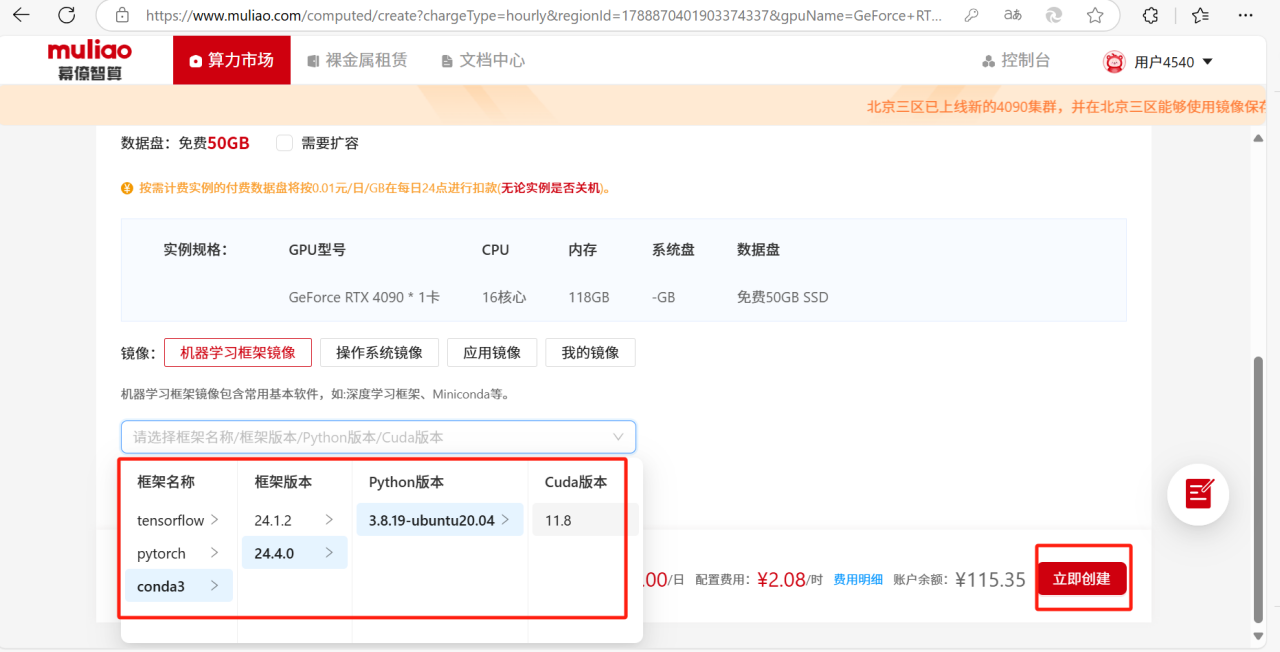 https://www.muliao.com/computed/create?chargeType=hourly&regionId=1788870401903374337&gpuName=GeForce+RT...
muliao
幕僚智算
算力市场
裸金属租赁
文档中心
控制台
用户4540
北京三区已上线新的4090集群，并在北京三区能够使用镜像保存
数据盘：免费50GB 需要扩容
按需计费实例的付费数据盘将按0.01元/日/GB在每日24点进行扣款(无论实例是否关机)。
实例规格： GPU型号 CPU 内存 系统盘 数据盘
GeForce RTX 4090 * 1卡 16核心 118GB -GB 免费50GB SSD
镜像： 机器学习框架镜像 操作系统镜像 应用镜像 我的镜像
机器学习框架镜像包含常用基本软件，如:深度学习框架、Miniconda等。
请选择框架名称/框架版本/Python版本/Cuda版本
框架名称 框架版本 Python版本 Cuda版本
tensorflow 24.1.2 3.8.19-ubuntu20.04 11.8
pytorch 24.4.0
conda3
.00/日 配置费用：¥2.08/时 费用明细 账户余额：¥115.35 立即创建